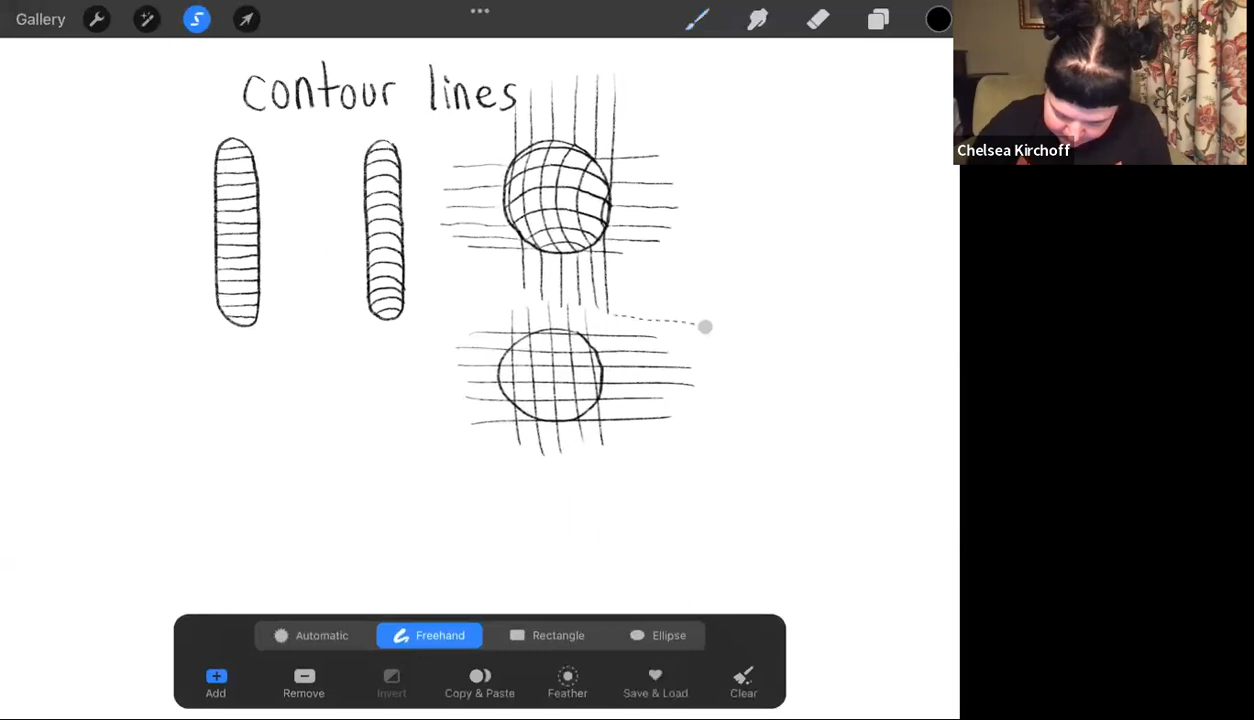 Gallery
contour lines
Chelsea Kirchoff
Automatic
Freehand
Rectangle
Ellipse
Add
Remove
Invert
Copy & Paste
Feather
Save & Load
Clear